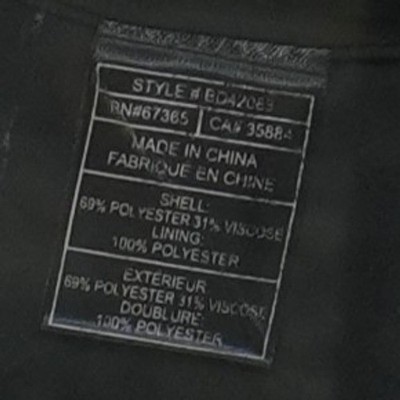 STYLE # BD42063
RN#67365 CA# 35884
MADE IN CHINA
FABRIQUE EN CHINE
SHELL:
69% POLYESTER 31% VISCOSE
LINING:
100% POLYESTER
EXTÉRIEUR
69% POLYESTER 31% VISCOSE
DOUBLURE:
100% POLYESTER